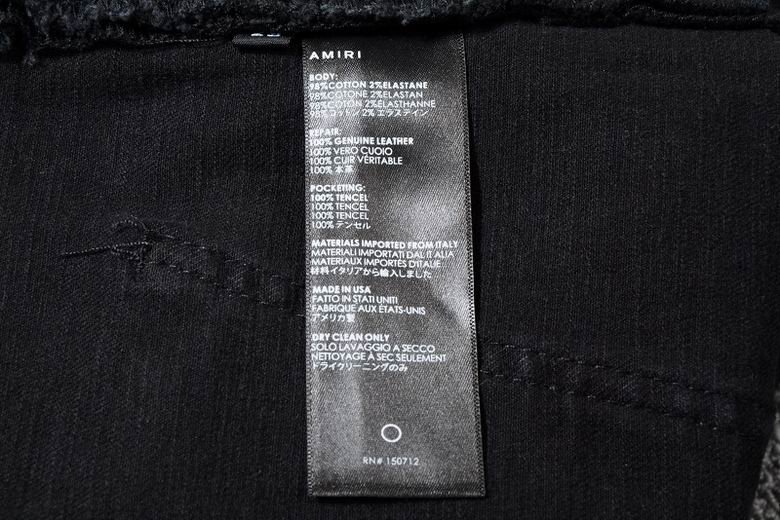 AMIRI
BODY:
98%COTTON 2%ELASTANE
98%COTONE 2%ELASTAN
98%COTTON 2%ELASTHANNE
98%コットン 2% エラステイン
REPAIR:
100% GENUINE LEATHER
100% VERO CUOIO
100% CUIR VÉRITABLE
100% 本革
POCKETING:
100% TENCEL
100% TENCEL
100% TENCEL
100% テンセル
MATERIALS IMPORTED FROM ITALY
MATERIALI IMPORTATI DAL ITALIA
MATERIAUX IMPORTÉS D'ITALIE
材料イタリアから輸入しました
MADE IN USA
FATTO IN STATI UNITI
FABRIQUE AUX ÉTATS-UNIS
アメリカ製
DRY CLEAN ONLY
SOLO LAVAGGIO A SECCO
NETTOYAGE À SEC SEULEMENT
ドライクリーニングのみ
RN# 150712